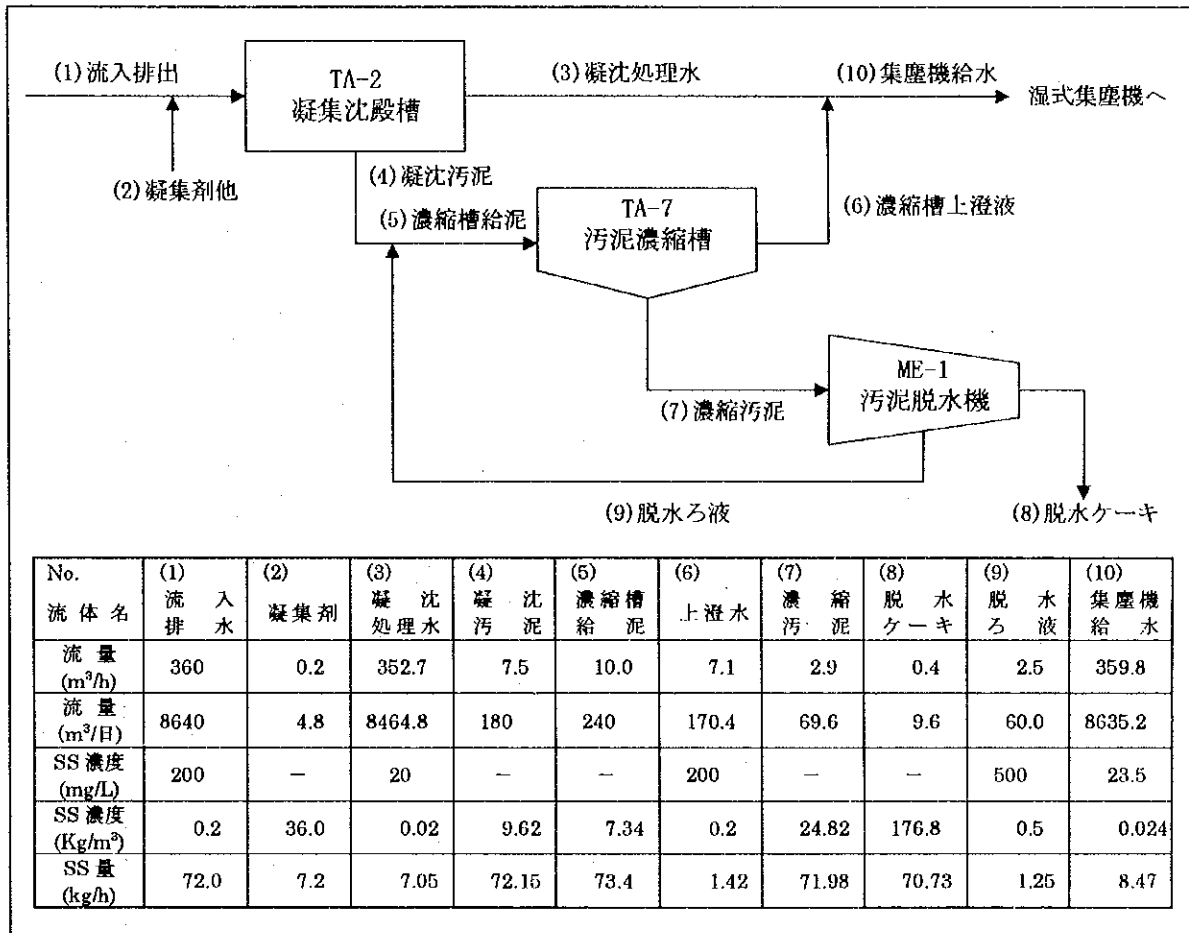 (1)流入排出
TA-2
凝集沈殿槽
(3)凝沈処理水
(10)集塵機給水
湿式集塵機へ
(2)凝集剤他
(4)凝沈汚泥
(5)濃縮槽給泥
TA-7
汚泥濃縮槽
(6)濃縮槽上澄液
ME-1
汚泥脱水機
(7)濃縮汚泥
(9)脱水ろ液
(8)脱水ケーキ
No. (1) (2) (3) (4) (5) (6) (7) (8) (9) (10)
流体名 流入排水 凝集剤 凝沈処理水 凝沈汚泥 濃縮槽給泥 上澄水 濃縮汚泥 脱水ケーキ 脱水ろ液 集塵機給水
流量(m³/h) 360 0.2 352.7 7.5 10.0 7.1 2.9 0.4 2.5 359.8
流量(m³/日) 8640 4.8 8464.8 180 240 170.4 69.6 9.6 60.0 8635.2
SS濃度(mg/L) 200 － 20 － － 200 － － 500 23.5
SS濃度(Kg/m³) 0.2 36.0 0.02 9.62 7.34 0.2 24.82 176.8 0.5 0.024
SS量(kg/h) 72.0 7.2 7.05 72.15 73.4 1.42 71.98 70.73 1.25 8.47